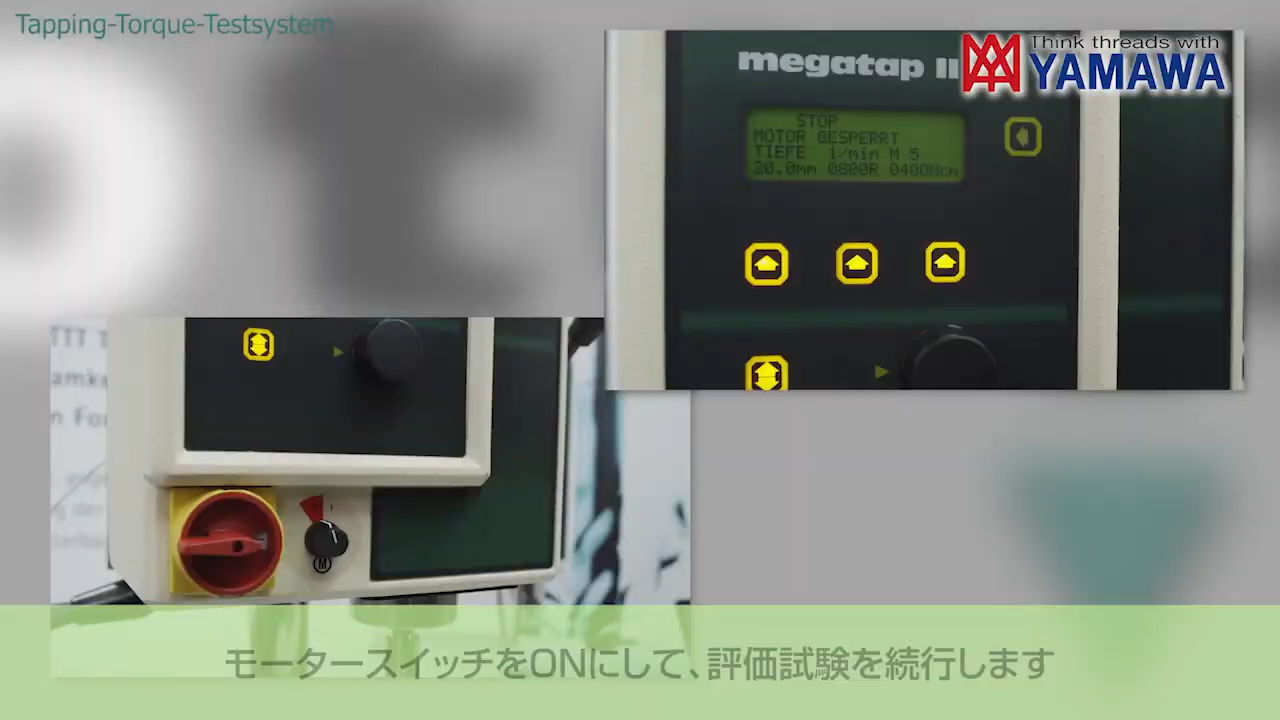 Tapping-Torque-Testsystem
Think threads with
YAMAWA
megatap II
STOP
MOTOR GESPERRT
TIEFE 1/min M 5
20.0mm 0800R 0400Ncm
TTT
M
モータースイッチをONにして、評価試験を続行します